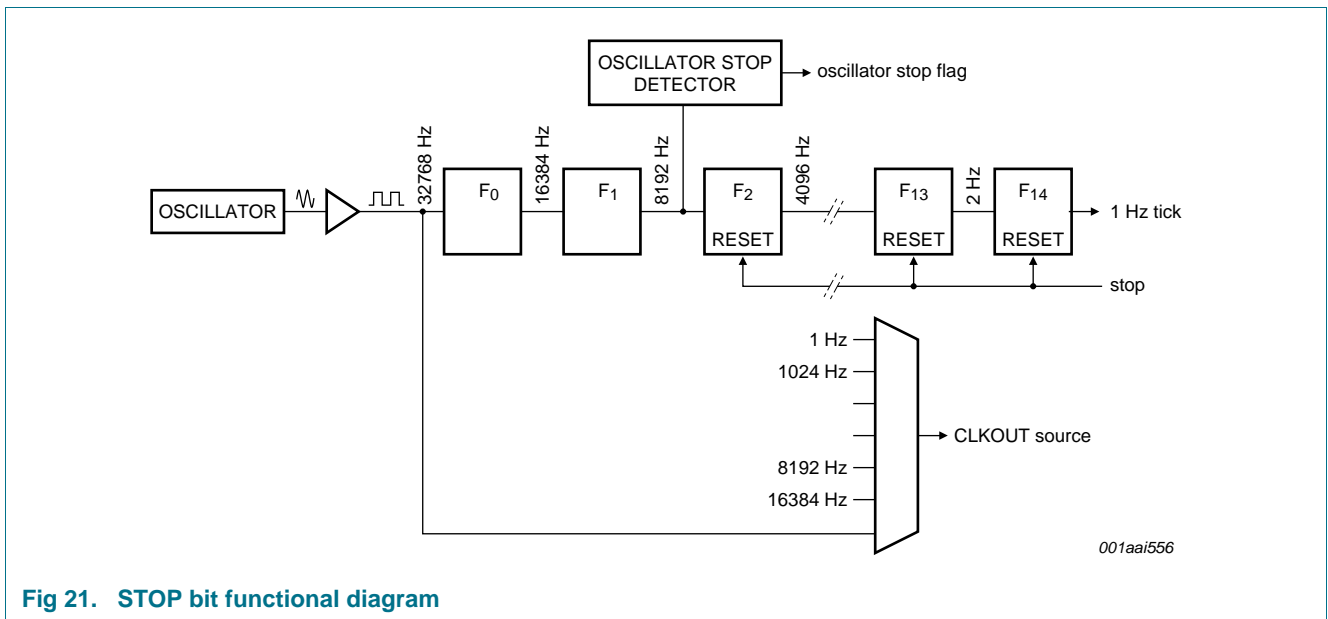 OSCILLATOR STOP
DETECTOR
oscillator stop flag
32768 Hz
16384 Hz
8192 Hz
4096 Hz
2 Hz
OSCILLATOR
F0
F1
F2
RESET
F13
RESET
F14
RESET
1 Hz tick
stop
1 Hz
1024 Hz
CLKOUT source
8192 Hz
16384 Hz
001aai556
Fig 21. STOP bit functional diagram